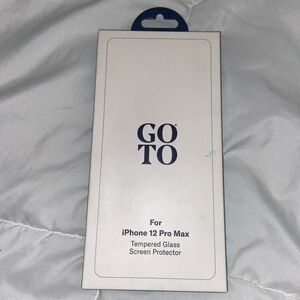 GO
TO
For
iPhone 12 Pro Max
Tempered Glass
Screen Protector